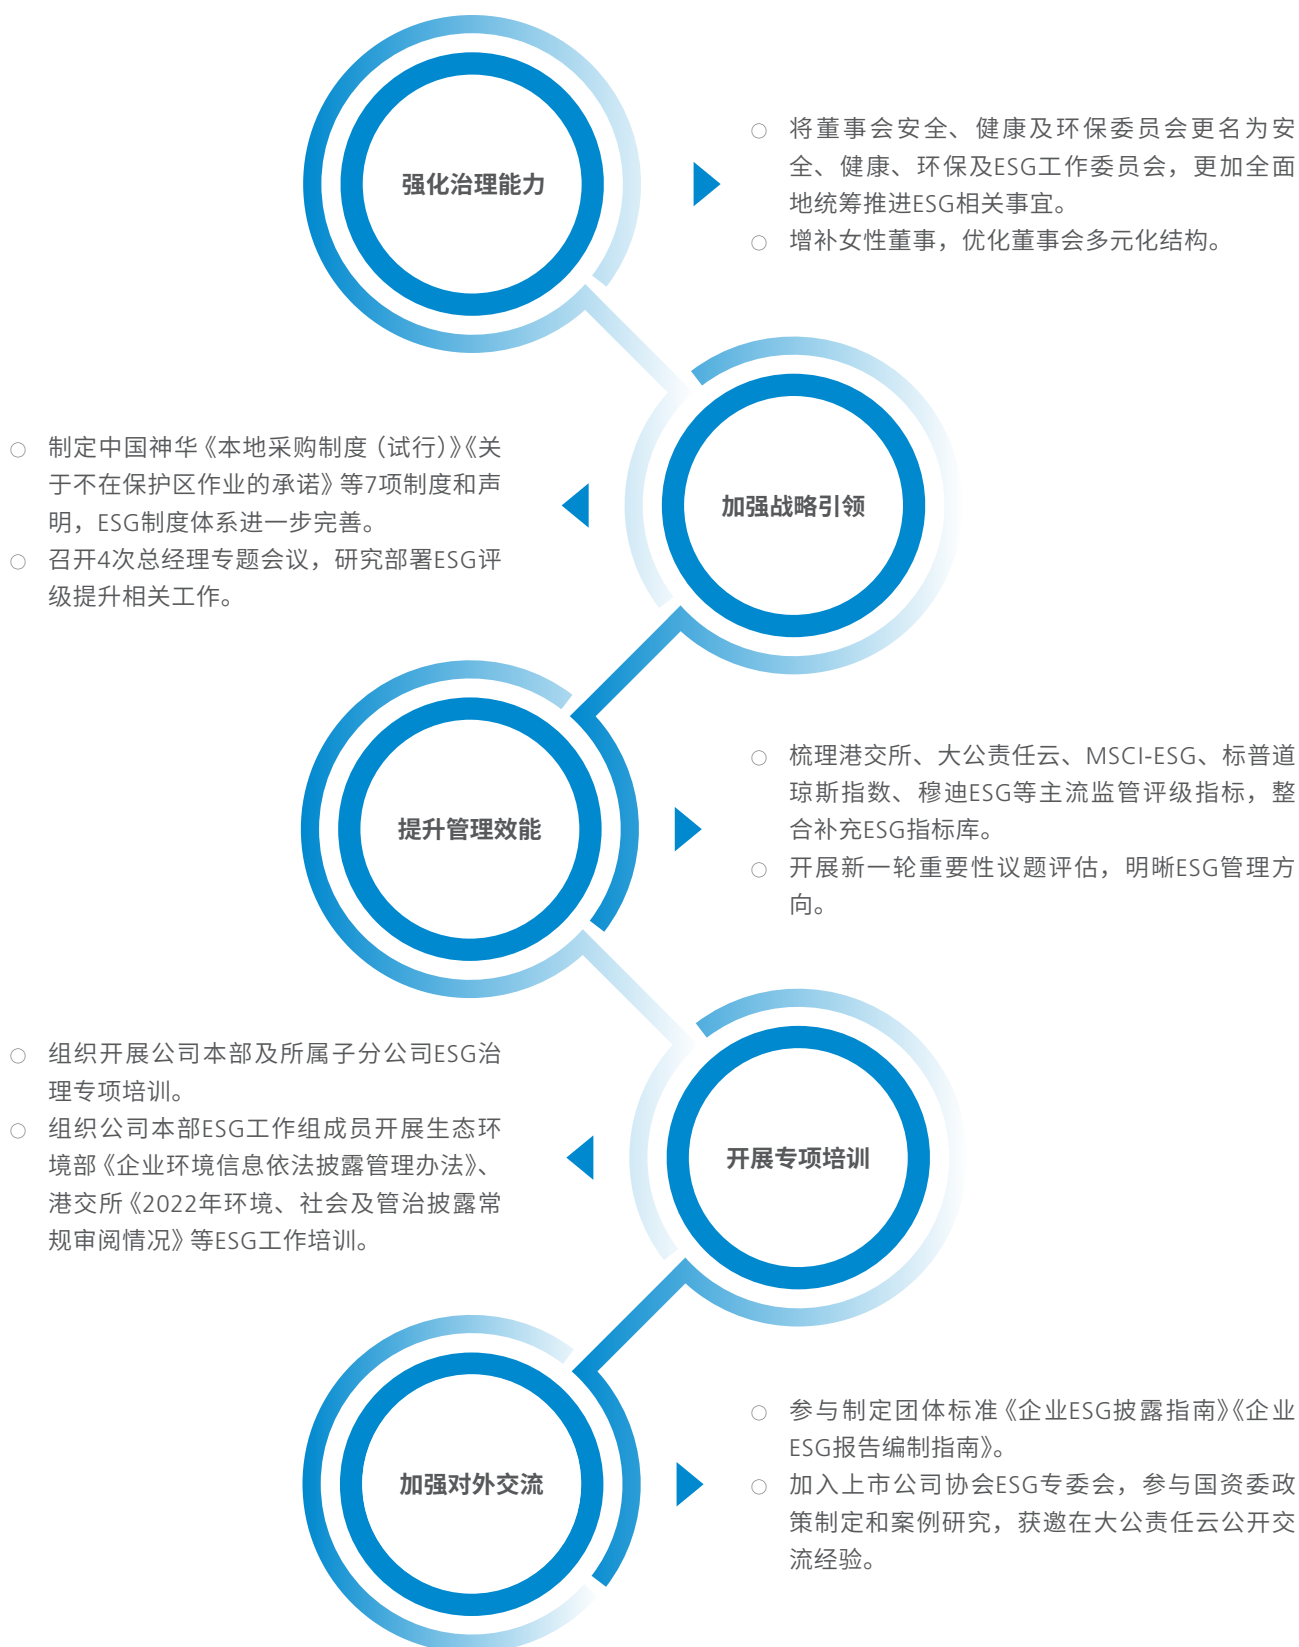 强化治理能力
○ 将董事会安全、健康及环保委员会更名为安
全、健康、环保及ESG工作委员会，更加全面
地统筹推进ESG相关事宜。
○ 增补女性董事，优化董事会多元化结构。
加强战略引领
○ 制定中国神华《本地采购制度（试行）》《关
于不在保护区作业的承诺》等7项制度和声
明，ESG制度体系进一步完善。
○ 召开4次总经理专题会议，研究部署ESG评
级提升相关工作。
提升管理效能
○ 梳理港交所、大公责任云、MSCI-ESG、标普道
琼斯指数、穆迪ESG等主流监管评级指标，整
合补充ESG指标库。
○ 开展新一轮重要性议题评估，明晰ESG管理方
向。
开展专项培训
○ 组织开展公司本部及所属子分公司ESG治
理专项培训。
○ 组织公司本部ESG工作组成员开展生态环
境部《企业环境信息依法披露管理办法》、
港交所《2022年环境、社会及管治披露常
规审阅情况》等ESG工作培训。
加强对外交流
○ 参与制定团体标准《企业ESG披露指南》《企业
ESG报告编制指南》。
○ 加入上市公司协会ESG专委会，参与国资委政
策制定和案例研究，获邀在大公责任云公开交
流经验。